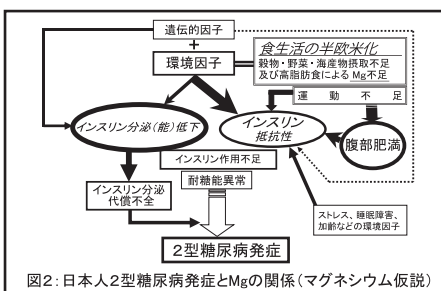 遺伝的因子
+
環境因子
食生活の半欧米化
穀物・野菜・海産物摂取不足
及び高脂肪食によるMg不足
運動不足
インスリン分泌(能)低下
インスリン
抵抗性
腹部肥満
インスリン作用不足
耐糖能異常
インスリン分泌
代償不全
ストレス、睡眠障害、
加齢などの環境因子
2型糖尿病発症
図2:日本人2型糖尿病発症とMgの関係(マグネシウム仮説)